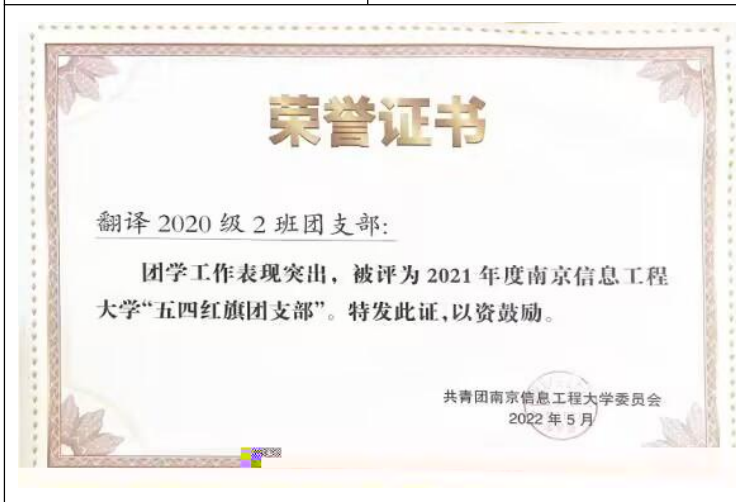 荣誉证书
翻译 2020 级 2 班团支部:
团学工作表现突出，被评为 2021 年度南京信息工程
大学“五四红旗团支部”。特发此证,以资鼓励。
共青团南京信息工程大学委员会
2022 年 5 月